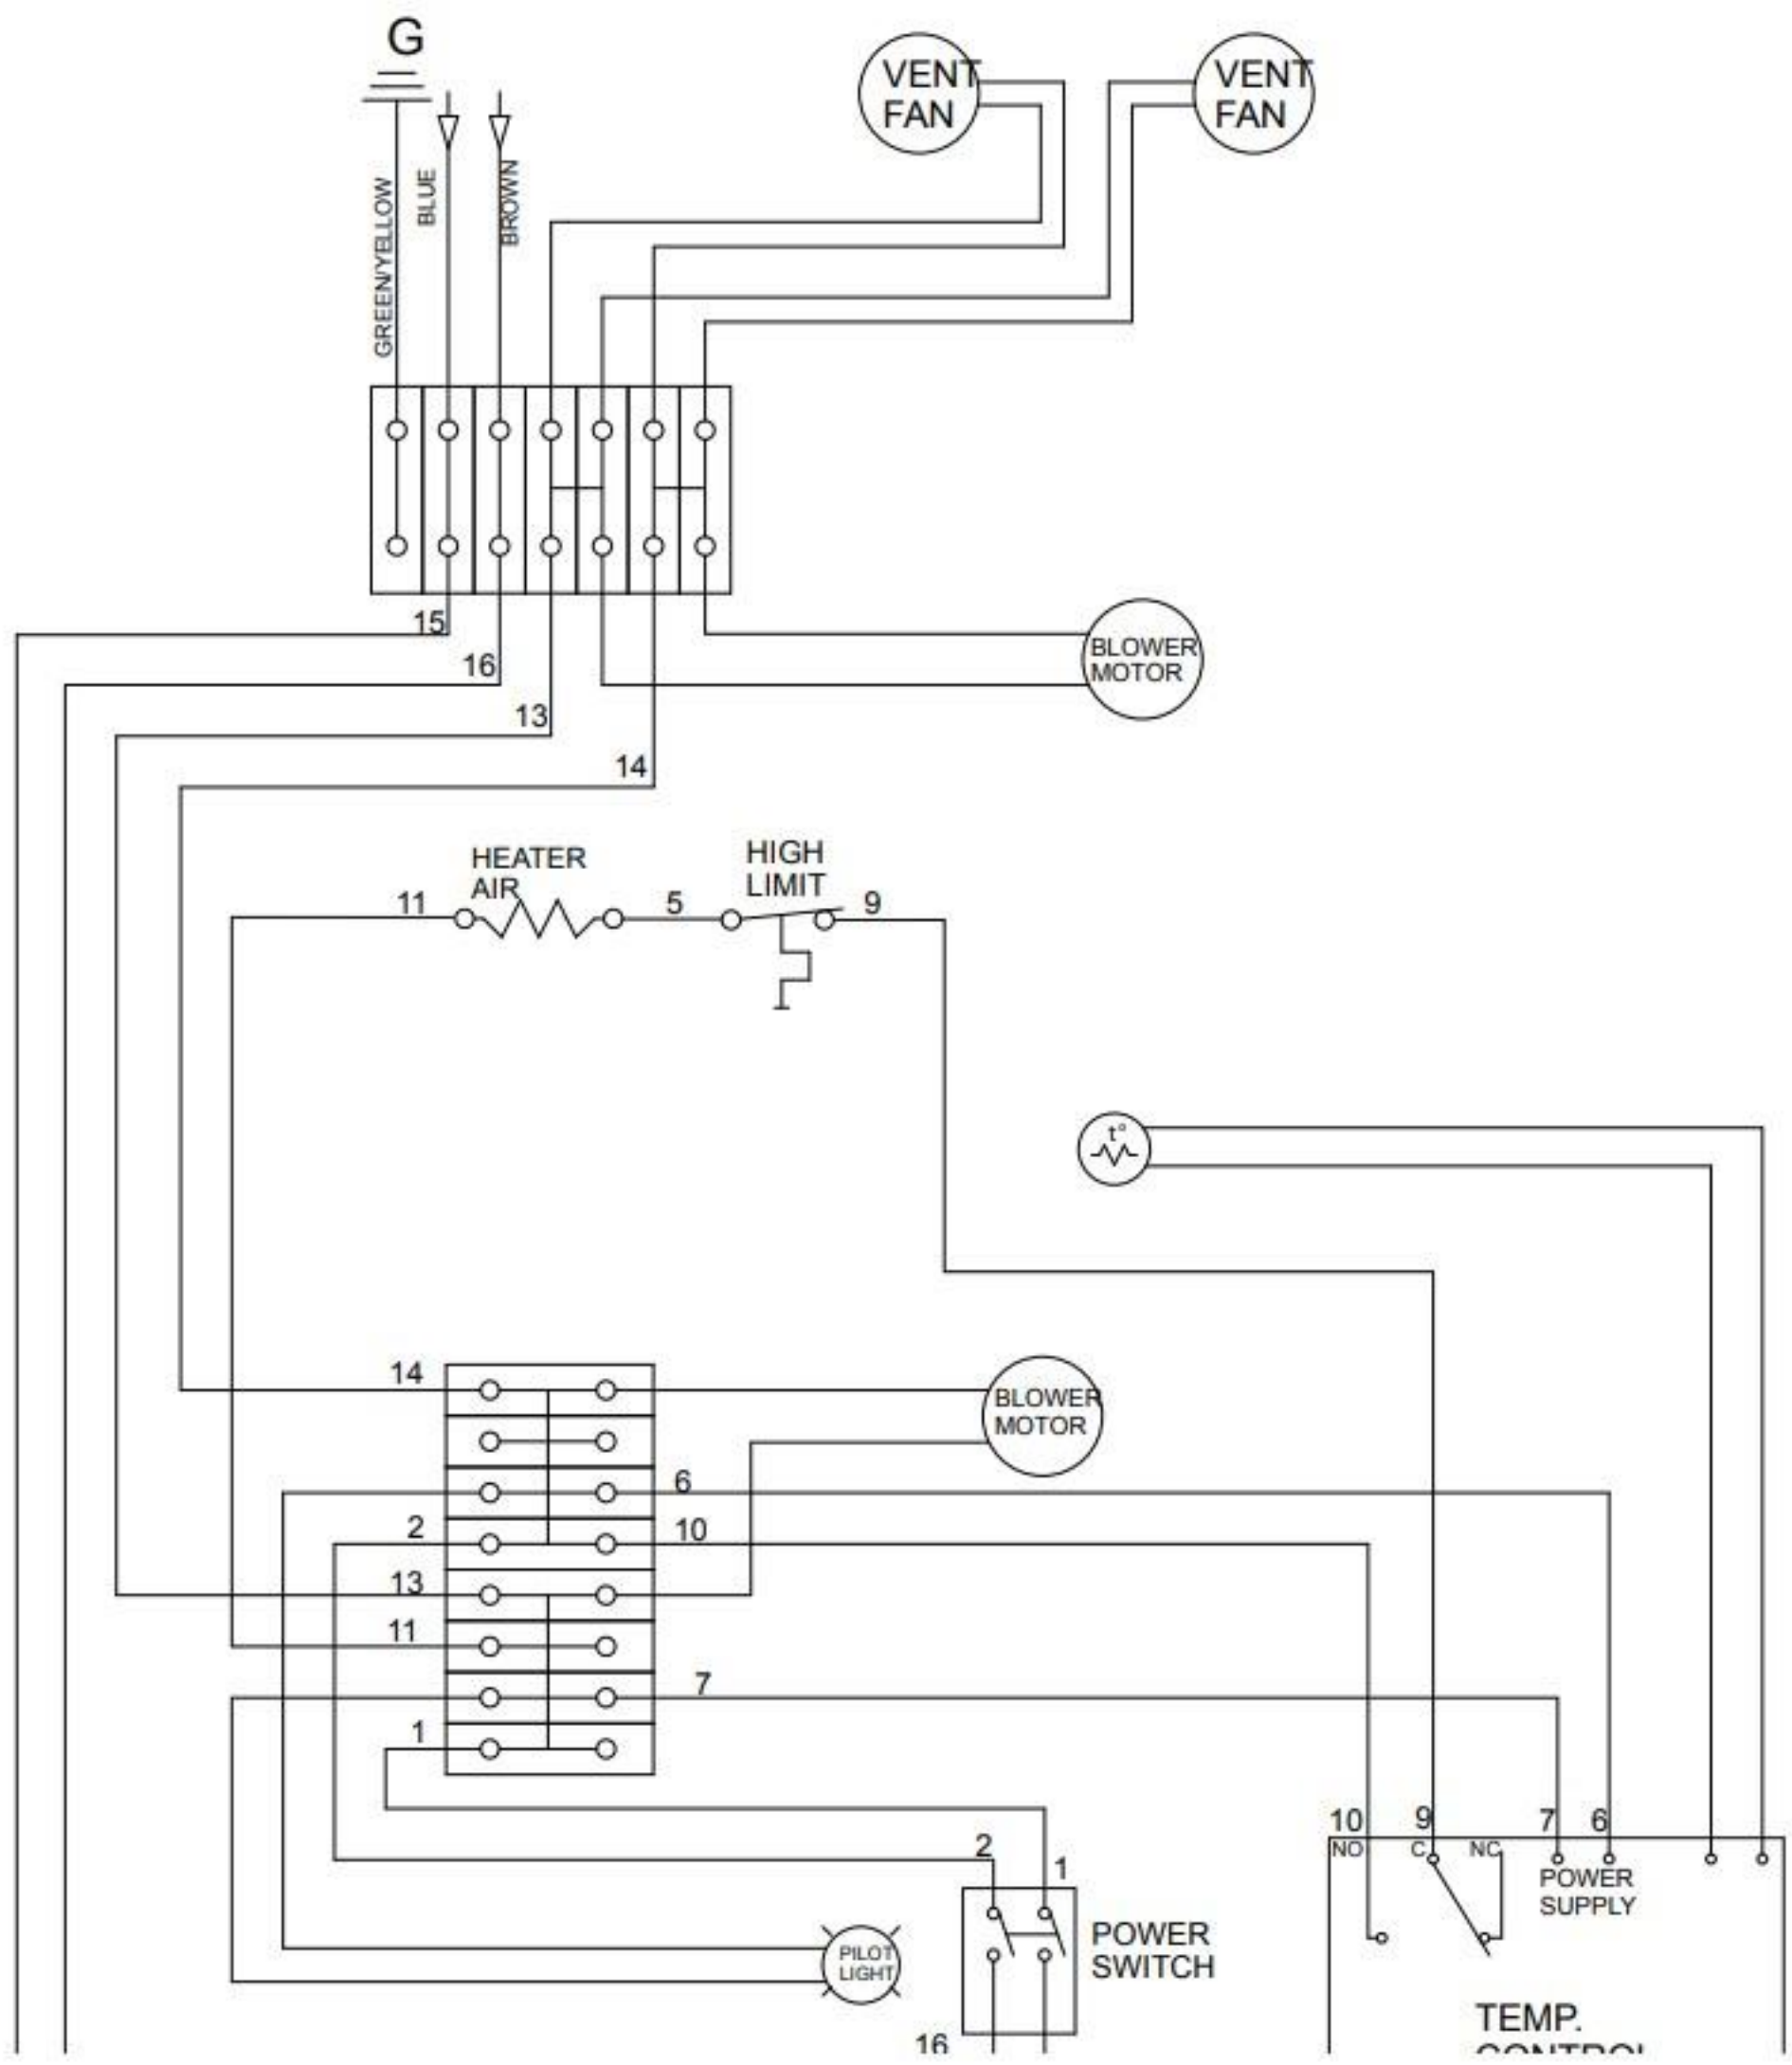 G
VENT
FAN
VENT
FAN
GREEN/YELLOW
BLUE
BROWN
15
16
13
14
BLOWER
MOTOR
HEATER
AIR
HIGH
LIMIT
11
5
9
t°
14
BLOWER
MOTOR
6
2
10
13
11
7
1
2
1
10
9
7
6
NO
C
NC
POWER
SUPPLY
POWER
SWITCH
PILOT
LIGHT
16
TEMP.
CONTROL